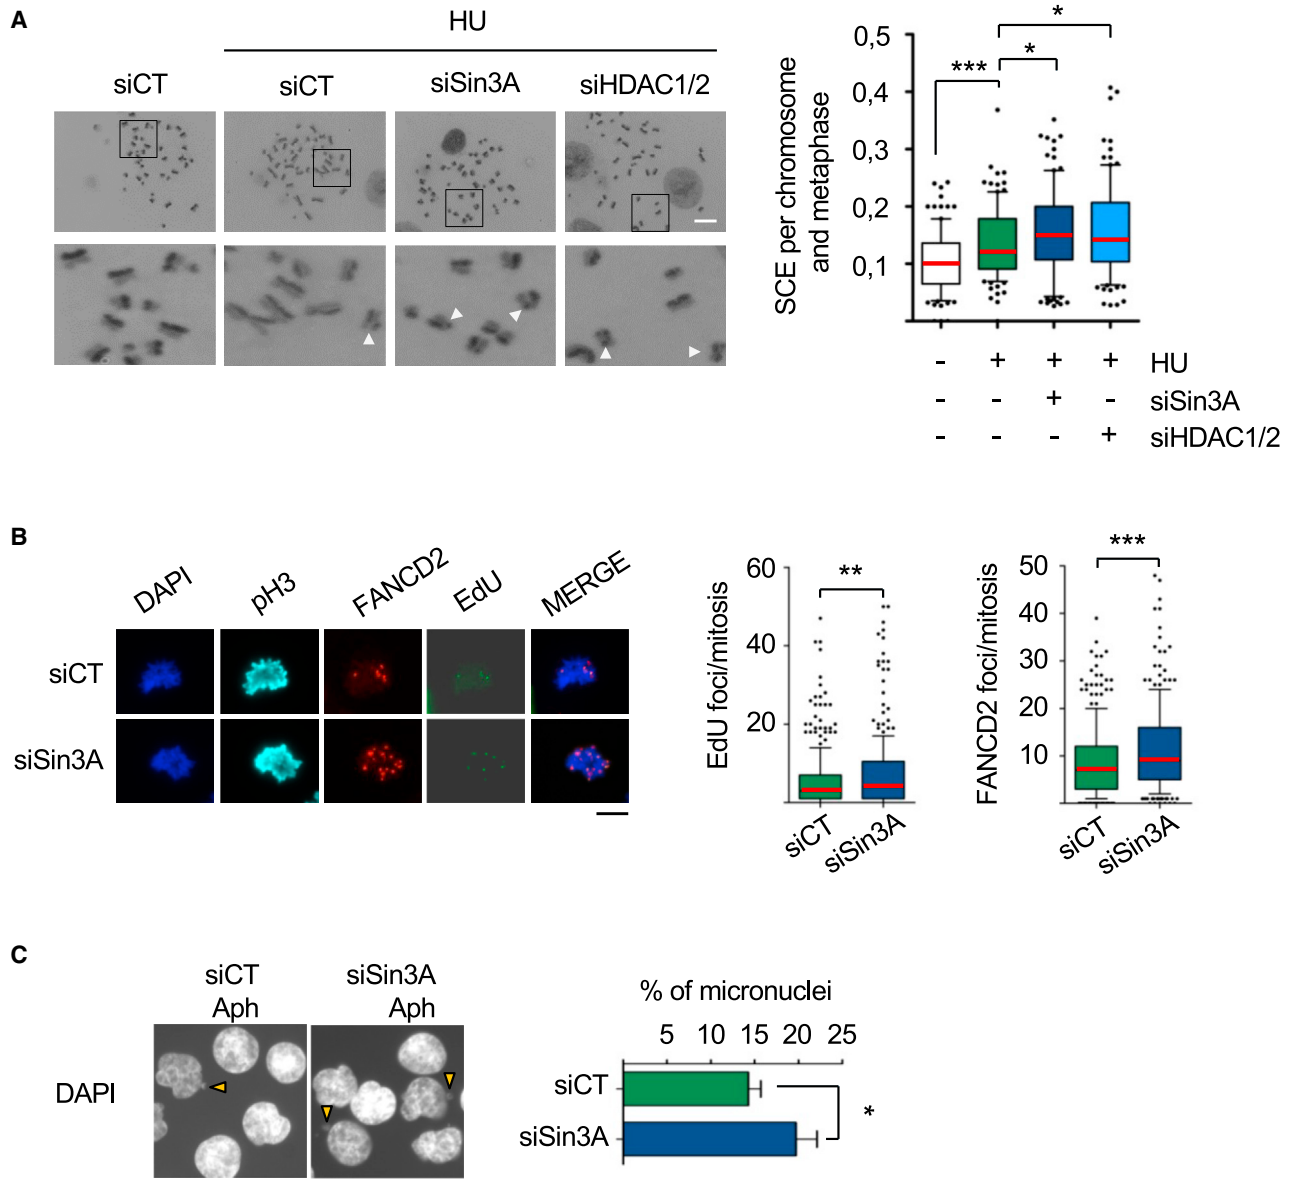 A
HU
siCT
siCT
siSin3A
siHDAC1/2
SCE per chromosome
and metaphase
0,5
0,4
0,3
0,2
0,1
***
*
*
- + + + HU
- - + - siSin3A
- - - + siHDAC1/2
B
DAPI
pH3
FANCD2
EdU
MERGE
siCT
siSin3A
EdU foci/mitosis
60
40
20
**
siCT
siSin3A
FANCD2 foci/mitosis
50
40
30
20
10
***
siCT
siSin3A
C
siCT
Aph
siSin3A
Aph
DAPI
% of micronuclei
5 10 15 20 25
siCT
siSin3A
*